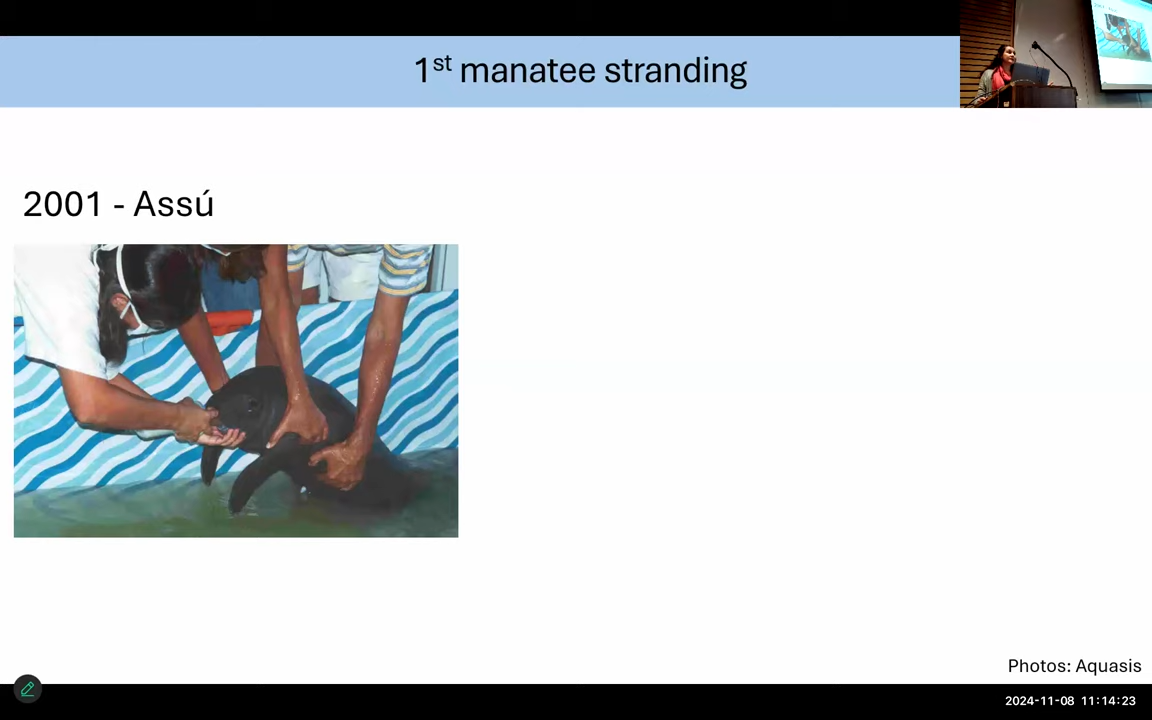 1st manatee stranding
2001 - Assú
Photos: Aquasis
2024-11-08 11:14:23